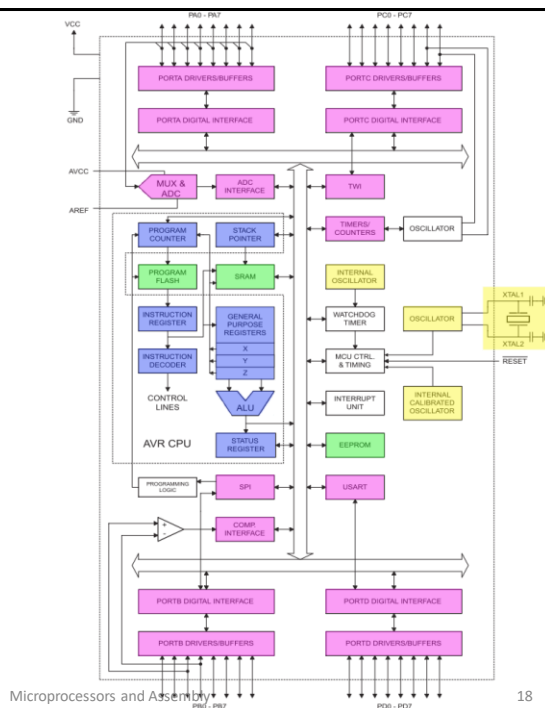 PA0 - PA7
PC0 - PC7
VCC
PORTA DRIVERS/BUFFERS
PORTC DRIVERS/BUFFERS
GND
PORTA DIGITAL INTERFACE
PORTC DIGITAL INTERFACE
AVCC
MUX &
ADC
ADC
INTERFACE
TWI
AREF
PROGRAM
COUNTER
STACK
POINTER
TIMERS/
COUNTERS
OSCILLATOR
PROGRAM
FLASH
SRAM
INTERNAL
OSCILLATOR
XTAL1
INSTRUCTION
REGISTER
GENERAL
PURPOSE
REGISTERS
WATCHDOG
TIMER
OSCILLATOR
XTAL2
X
INSTRUCTION
DECODER
Y
MCU CTRL.
& TIMING
RESET
Z
CONTROL
LINES
ALU
INTERRUPT
UNIT
INTERNAL
CALIBRATED
OSCILLATOR
AVR CPU
STATUS
REGISTER
EEPROM
PROGRAMMING
LOGIC
SPI
USART
+
-
COMP.
INTERFACE
PORTB DIGITAL INTERFACE
PORTD DIGITAL INTERFACE
PORTB DRIVERS/BUFFERS
PORTD DRIVERS/BUFFERS
Microprocessors and Assembly
18
PB0 - PB7
PD0 - PD7